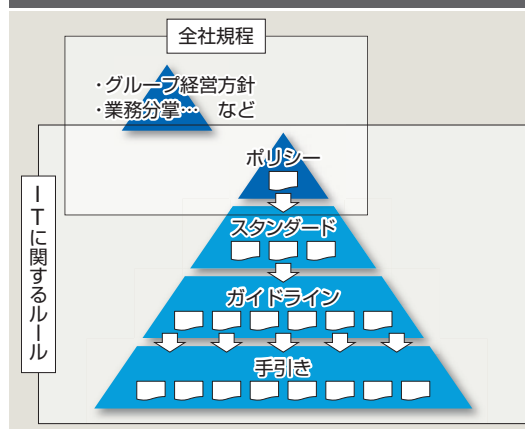 全社規程
・グループ経営方針
・業務分掌… など
ポリシー
スタンダード
ITに関するルール
ガイドライン
手引き